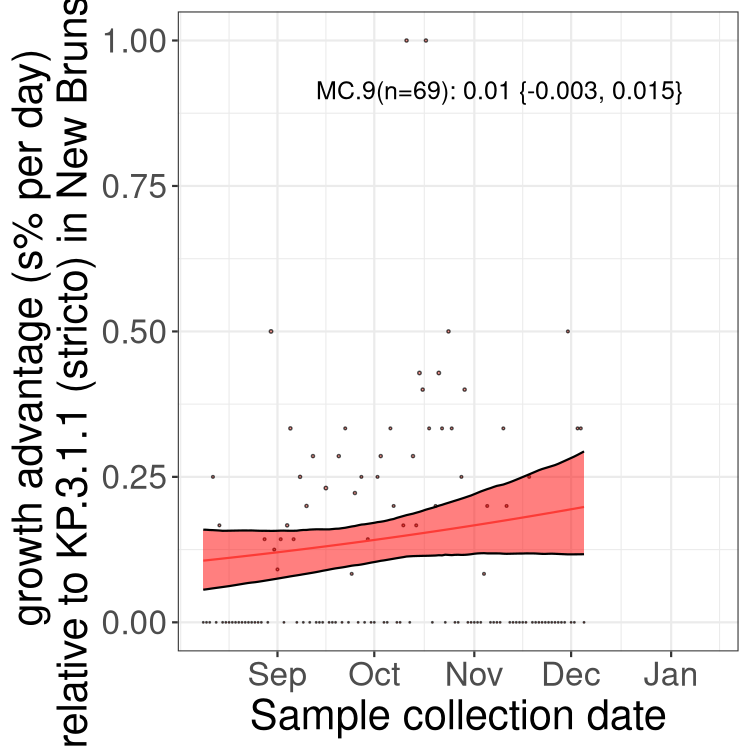 growth advantage (s% per day)
relative to KP.3.1.1 (stricto) in New Bruns
1.00
0.75
0.50
0.25
0.00
MC.9(n=69): 0.01 {-0.003, 0.015}
Sep Oct Nov Dec Jan
Sample collection date